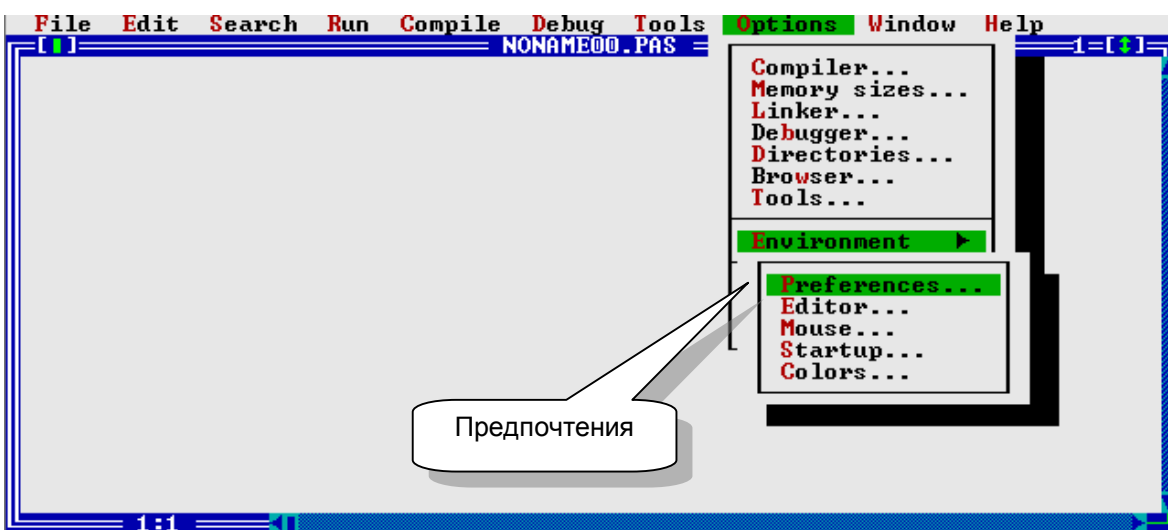 File Edit Search Run Compile Debug Tools Options Window Help
NONAME00.PAS
1=[↕]
Compiler...
Memory sizes...
Linker...
Debugger...
Directories...
Browser...
Tools...
Environment ►
Preferences...
Editor...
Mouse...
Startup...
Colors...
Предпочтения
1:1